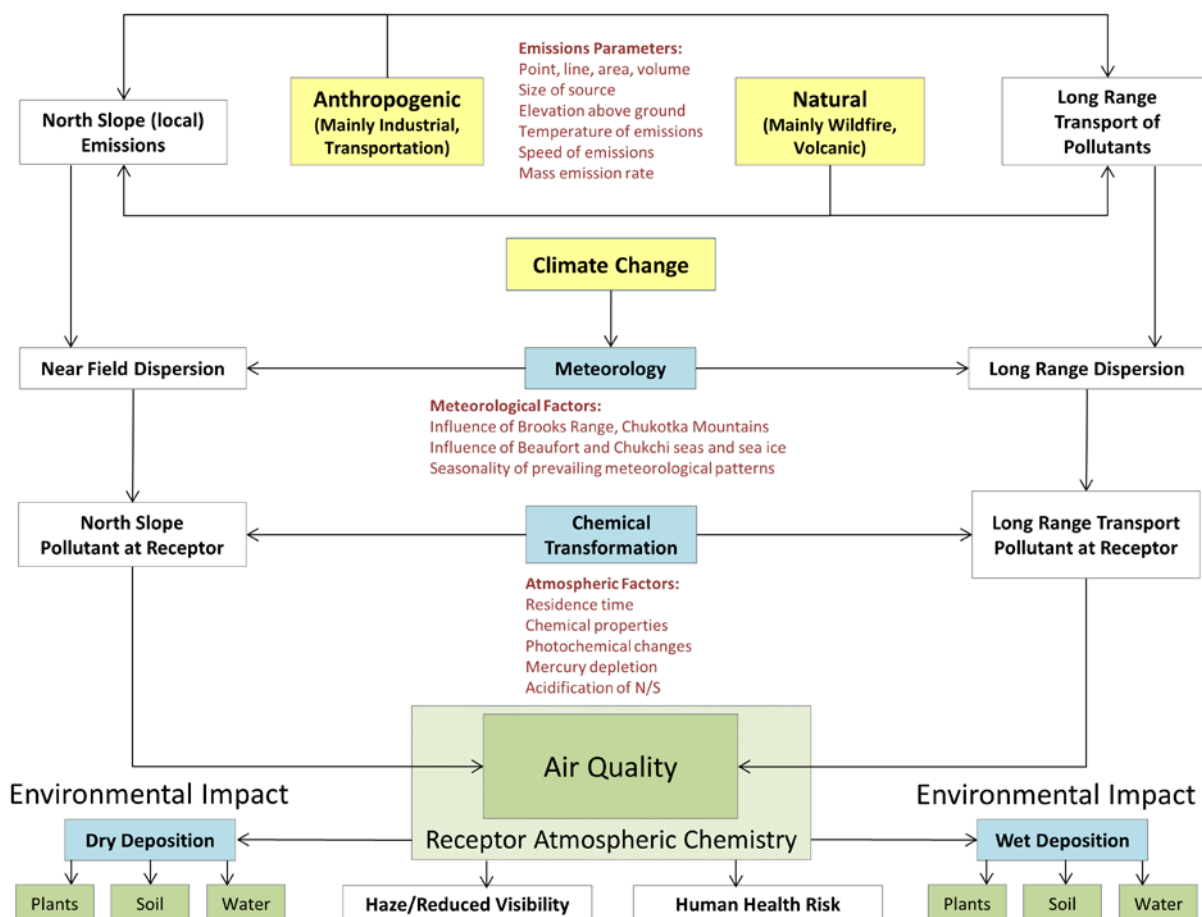 Emissions Parameters:
Point, line, area, volume
Size of source
Elevation above ground
Temperature of emissions
Speed of emissions
Mass emission rate
North Slope (local)
Emissions
Anthropogenic
(Mainly Industrial,
Transportation)
Natural
(Mainly Wildfire,
Volcanic)
Long Range
Transport of
Pollutants
Climate Change
Near Field Dispersion
Meteorology
Long Range Dispersion
Meteorological Factors:
Influence of Brooks Range, Chukotka Mountains
Influence of Beaufort and Chukchi seas and sea ice
Seasonality of prevailing meteorological patterns
North Slope
Pollutant at Receptor
Chemical
Transformation
Long Range Transport
Pollutant at Receptor
Atmospheric Factors:
Residence time
Chemical properties
Photochemical changes
Mercury depletion
Acidification of N/S
Air Quality
Receptor Atmospheric Chemistry
Environmental Impact
Dry Deposition
Plants
Soil
Water
Haze/Reduced Visibility
Human Health Risk
Environmental Impact
Wet Deposition
Plants
Soil
Water